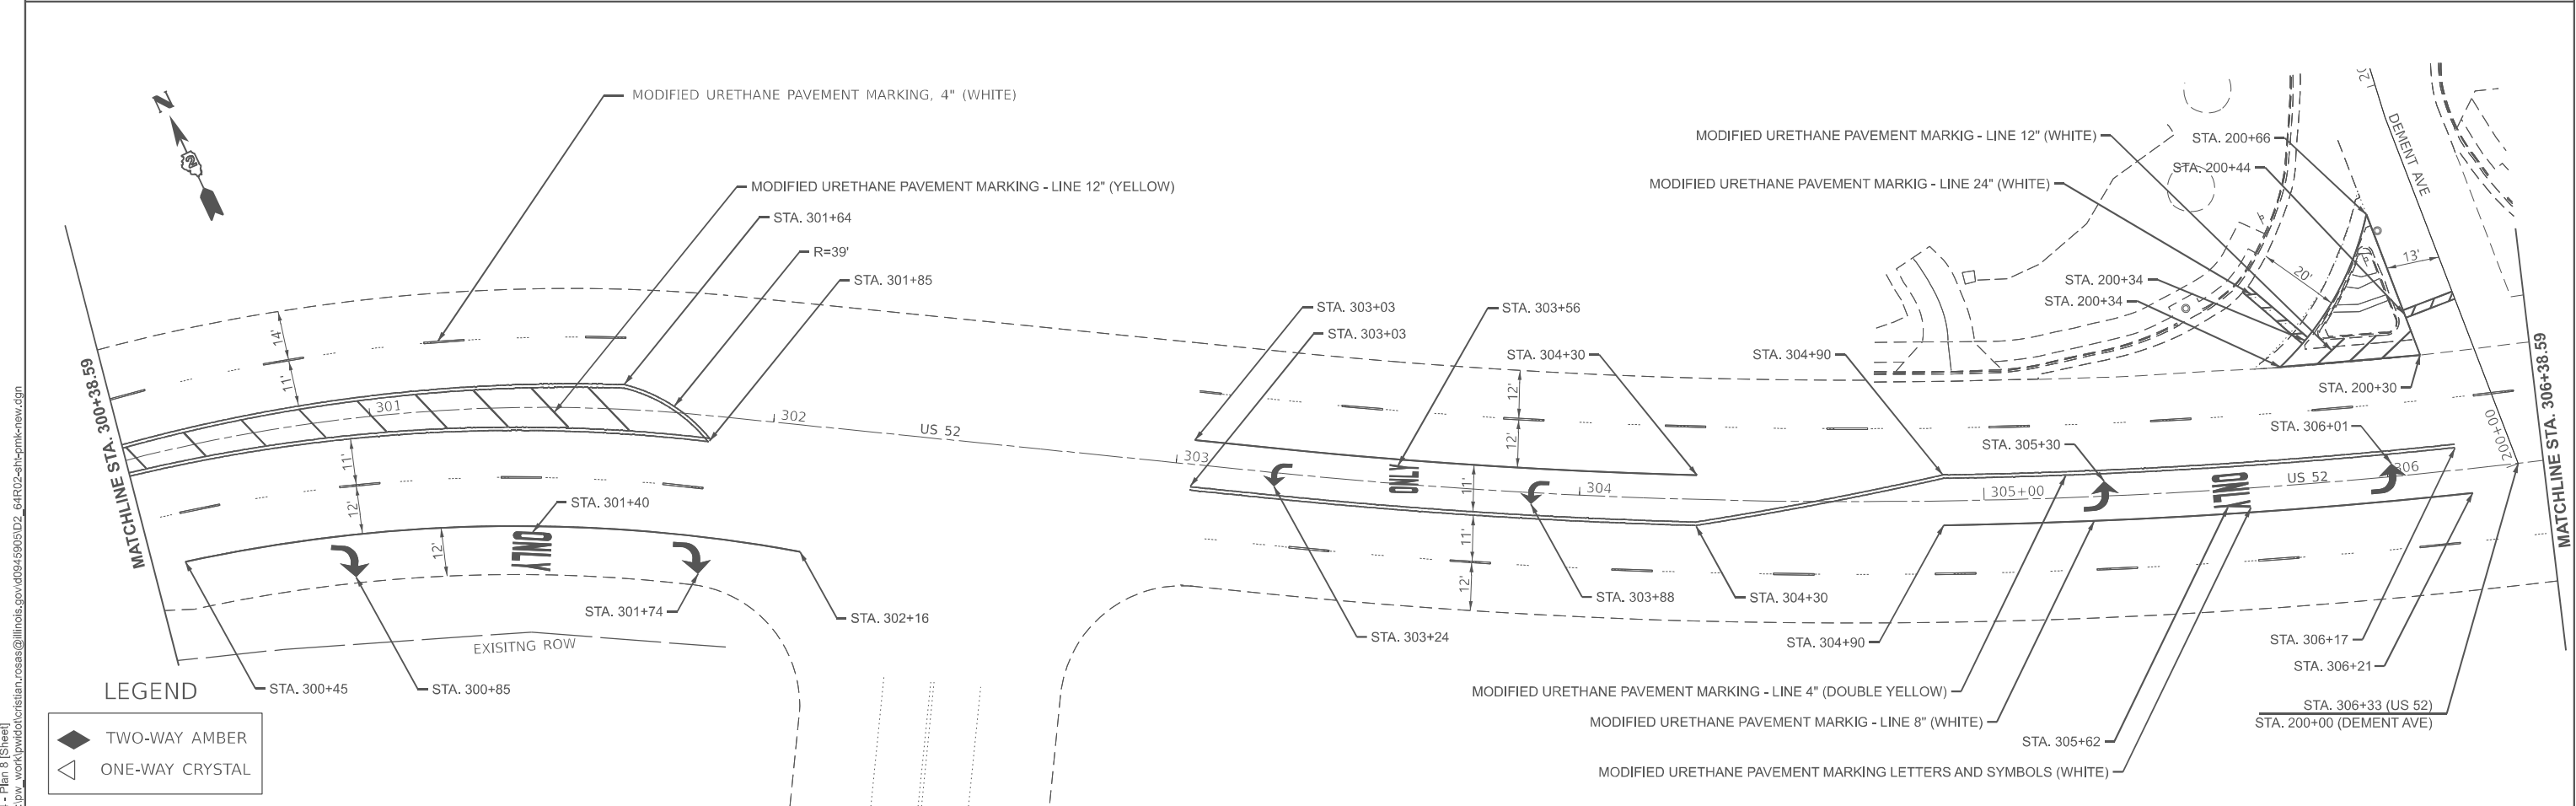 MODIFIED URETHANE PAVEMENT MARKING, 4" (WHITE)
MODIFIED URETHANE PAVEMENT MARKING - LINE 12" (YELLOW)
STA. 301+64
R=39'
STA. 301+85
N
2
MATCHLINE STA. 300+38.59
14'
11'
301
302
US 52
11'
12'
12'
STA. 301+40
ONLY
STA. 301+74
STA. 302+16
EXISITNG ROW
STA. 300+45
STA. 300+85
STA. 303+03
STA. 303+03
STA. 303+56
STA. 304+30
STA. 304+90
12'
12'
303
ONLY
11'
304
11'
12'
STA. 303+88
STA. 304+30
STA. 303+24
MODIFIED URETHANE PAVEMENT MARKIG - LINE 12" (WHITE)
MODIFIED URETHANE PAVEMENT MARKIG - LINE 24" (WHITE)
STA. 200+66
STA. 200+44
DEMENT AVE
13'
20'
STA. 200+34
STA. 200+34
STA. 200+30
200+00
STA. 306+01
STA. 305+30
305+00
ONLY
US 52
306
MATCHLINE STA. 306+38.59
STA. 304+90
STA. 306+17
STA. 306+21
MODIFIED URETHANE PAVEMENT MARKING - LINE 4" (DOUBLE YELLOW)
MODIFIED URETHANE PAVEMENT MARKIG - LINE 8" (WHITE)
STA. 306+33 (US 52)
STA. 200+00 (DEMENT AVE)
STA. 305+62
MODIFIED URETHANE PAVEMENT MARKING LETTERS AND SYMBOLS (WHITE)
LEGEND
TWO-WAY AMBER
ONE-WAY CRYSTAL
- Plan 8 [Sheet]